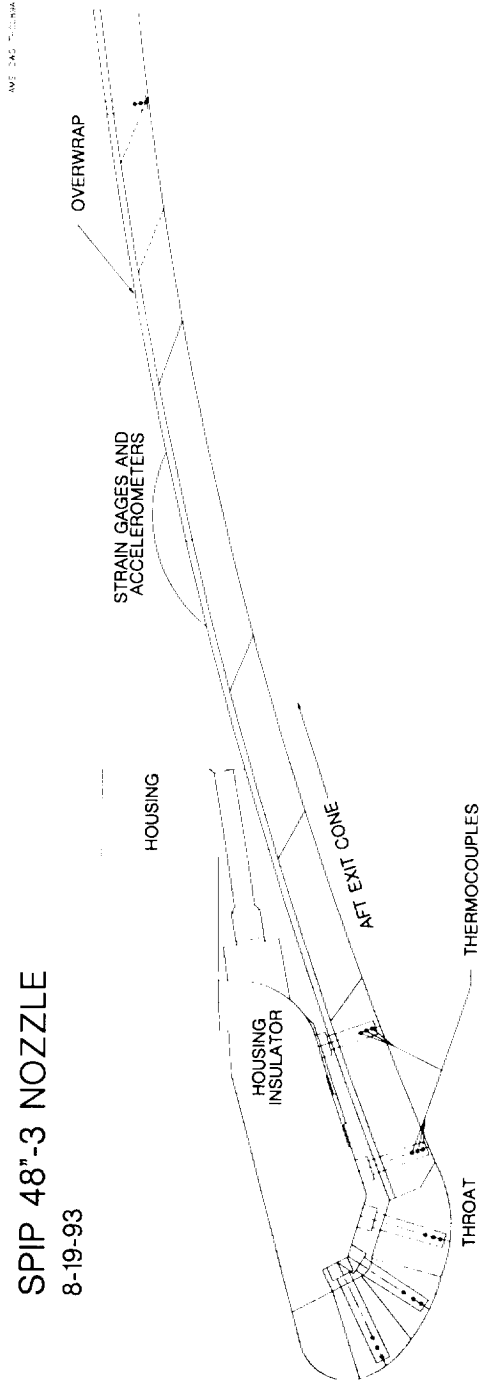 SPIP 48"-3 NOZZLE
8-19-93
OVERWRAP
STRAIN GAGES AND
ACCELEROMETERS
HOUSING
HOUSING
INSULATOR
AFT EXIT CONE
THERMOCOUPLES
THROAT